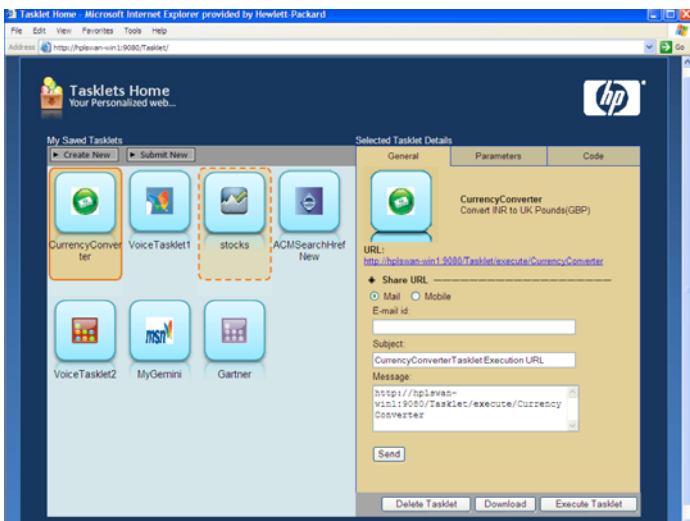 Tasklet Home - Microsoft Internet Explorer provided by Hewlett-Packard
File Edit View Favorites Tools Help
Address http://hplswan-win1:9080/Tasklet/ Go
Tasklets Home
Your Personalized web...
hp
My Saved Tasklets
Selected Tasklet Details
Create New Submit New
General Parameters Code
CurrencyConver
ter
VoiceTasklet1
stocks
ACMSearchHref
New
VoiceTasklet2
msn
MyGemini
Gartner
CurrencyConverter
Convert INR to UK Pounds(GBP)
URL:
http://hplswan-win1:9080/Tasklet/execute/CurrencyConverter
Share URL
Mail Mobile
E-mail id:
Subject:
CurrencyConverterTasklet Execution URL
Message:
http://hplswan-
win1:9080/Tasklet/execute/Currency
Converter
Send
Delete Tasklet Download Execute Tasklet